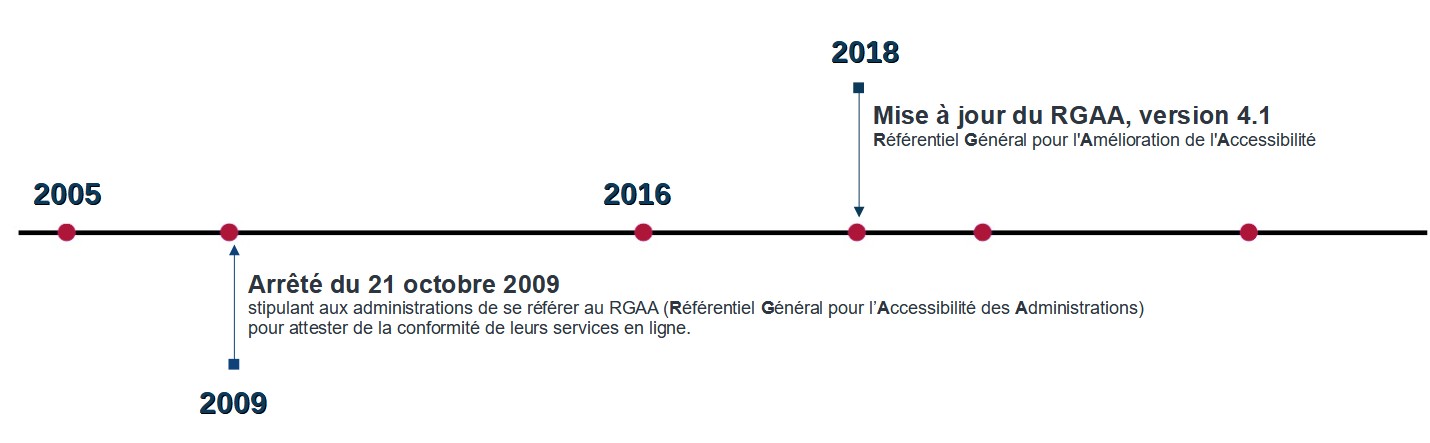 2018
Mise à jour du RGAA, version 4.1
Référentiel Général pour l'Amélioration de l'Accessibilité
2005
2016
Arrêté du 21 octobre 2009
stipulant aux administrations de se référer au RGAA (Référentiel Général pour l’Accessibilité des Administrations)
pour attester de la conformité de leurs services en ligne.
2009